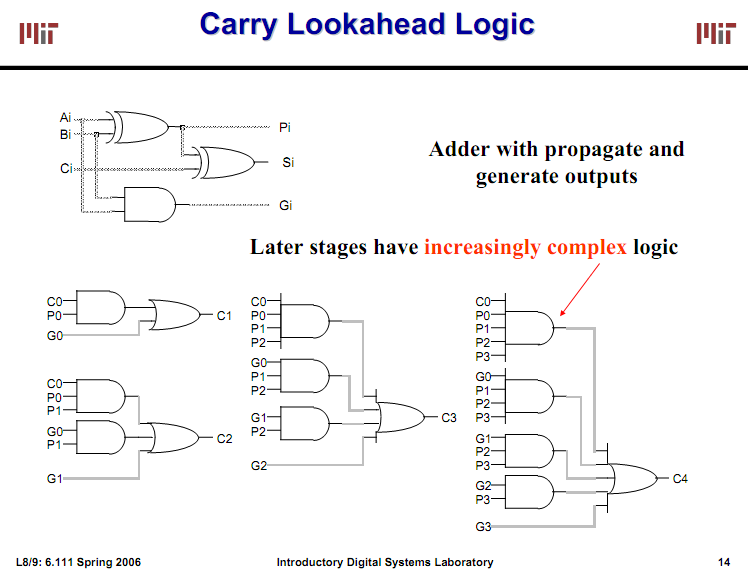 MIT
Carry Lookahead Logic
MIT
Ai
Bi
Ci
Pi
Si
Gi
Adder with propagate and
generate outputs
Later stages have increasingly complex logic
C0
P0
G0
C1
C0
P0
P1
G0
P1
G1
C2
C0
P0
P1
P2
G0
P1
P2
G1
P2
G2
C3
C0
P0
P1
P2
P3
G0
P1
P2
P3
G1
P2
P3
G2
P3
G3
C4
L8/9: 6.111 Spring 2006
Introductory Digital Systems Laboratory
14